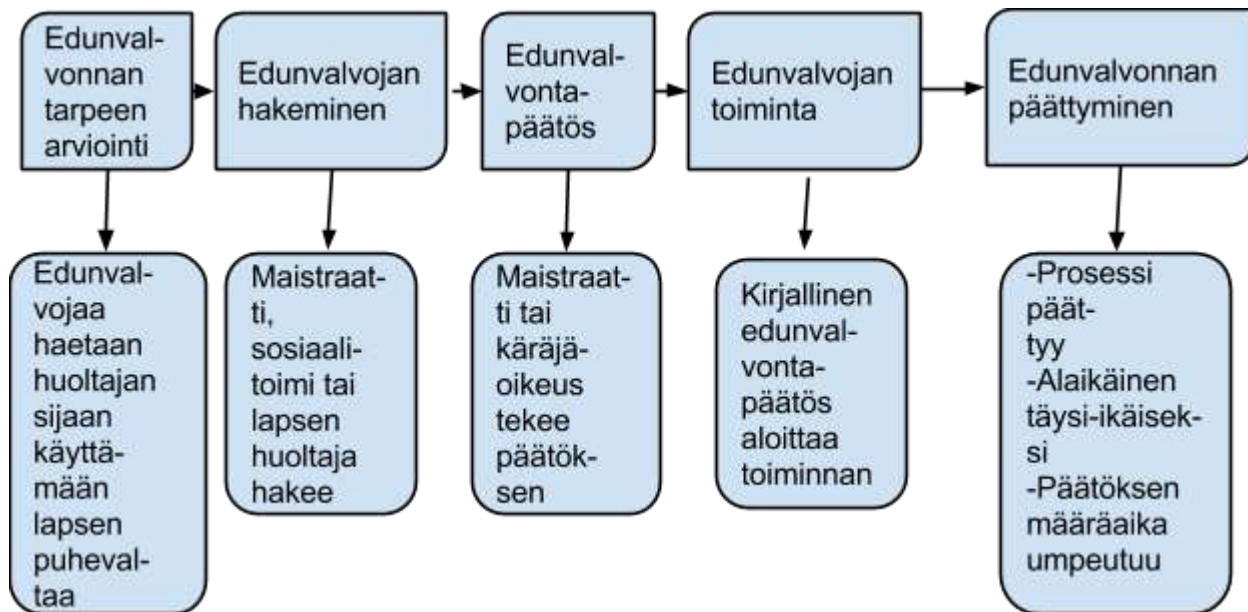 Edunval-
vonnan
tarpeen
arviointi
Edunvalvojan
hakeminen
Edunval-
vonta-
päätös
Edunvalvojan
toiminta
Edunvalvonnan
päättyminen
Edunval-
vojaa
haetaan
huoltajan
sijaan
käyttä-
mään
lapsen
puheval-
taa
Maistraat-
ti,
sosiaali-
toimi tai
lapsen
huoltaja
hakee
Maistraat-
ti tai
käräjä-
oikeus
tekee
päätök-
sen
Kirjallinen
edunval-
vonta-
päätös
aloittaa
toiminnan
-Prosessi
päät-
tyy
-Alaikäinen
täysi-ikäisek-
si
-Päätöksen
määräaika
umpeutuu